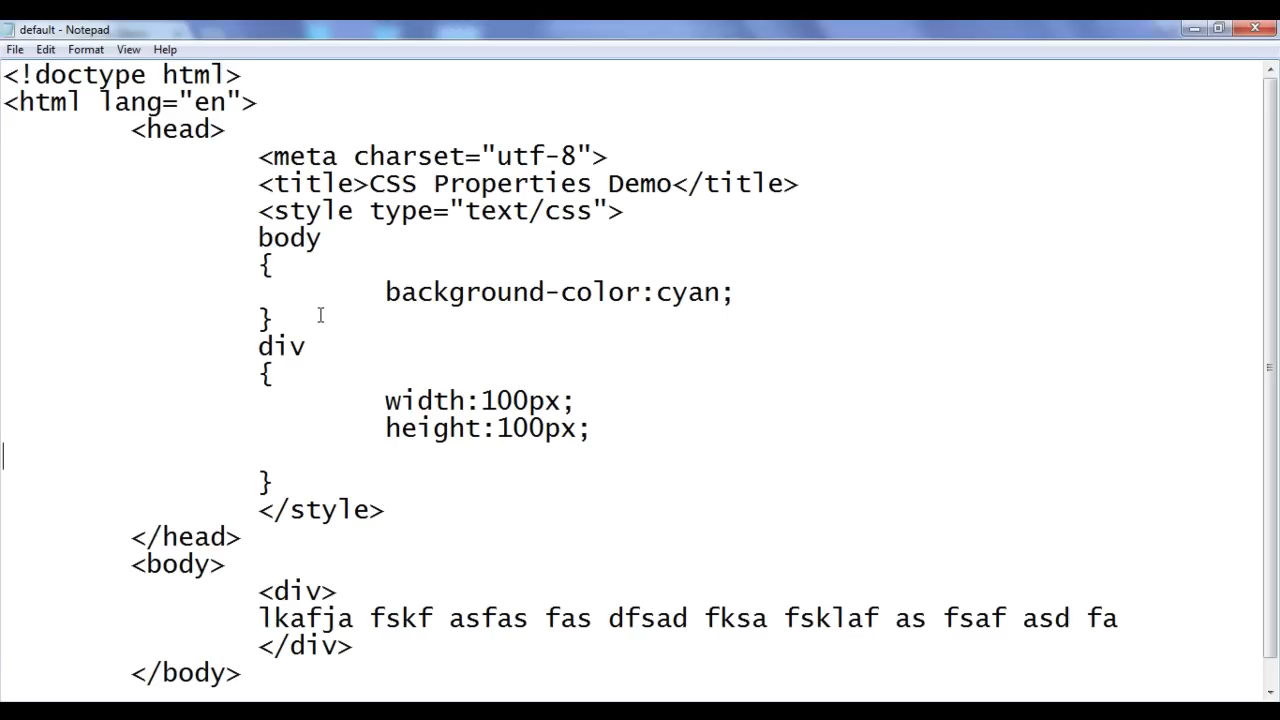 default - Notepad
File Edit Format View Help
<!doctype html>
<html lang="en">
<head>
<meta charset="utf-8">
<title>CSS Properties Demo</title>
<style type="text/css">
body
{
background-color:cyan;
}
div
{
width:100px;
height:100px;
}
</style>
</head>
<body>
<div>
lkafja fskf asfas fas dfsad fksa fsklaf as fsaf asd fa
</div>
</body>